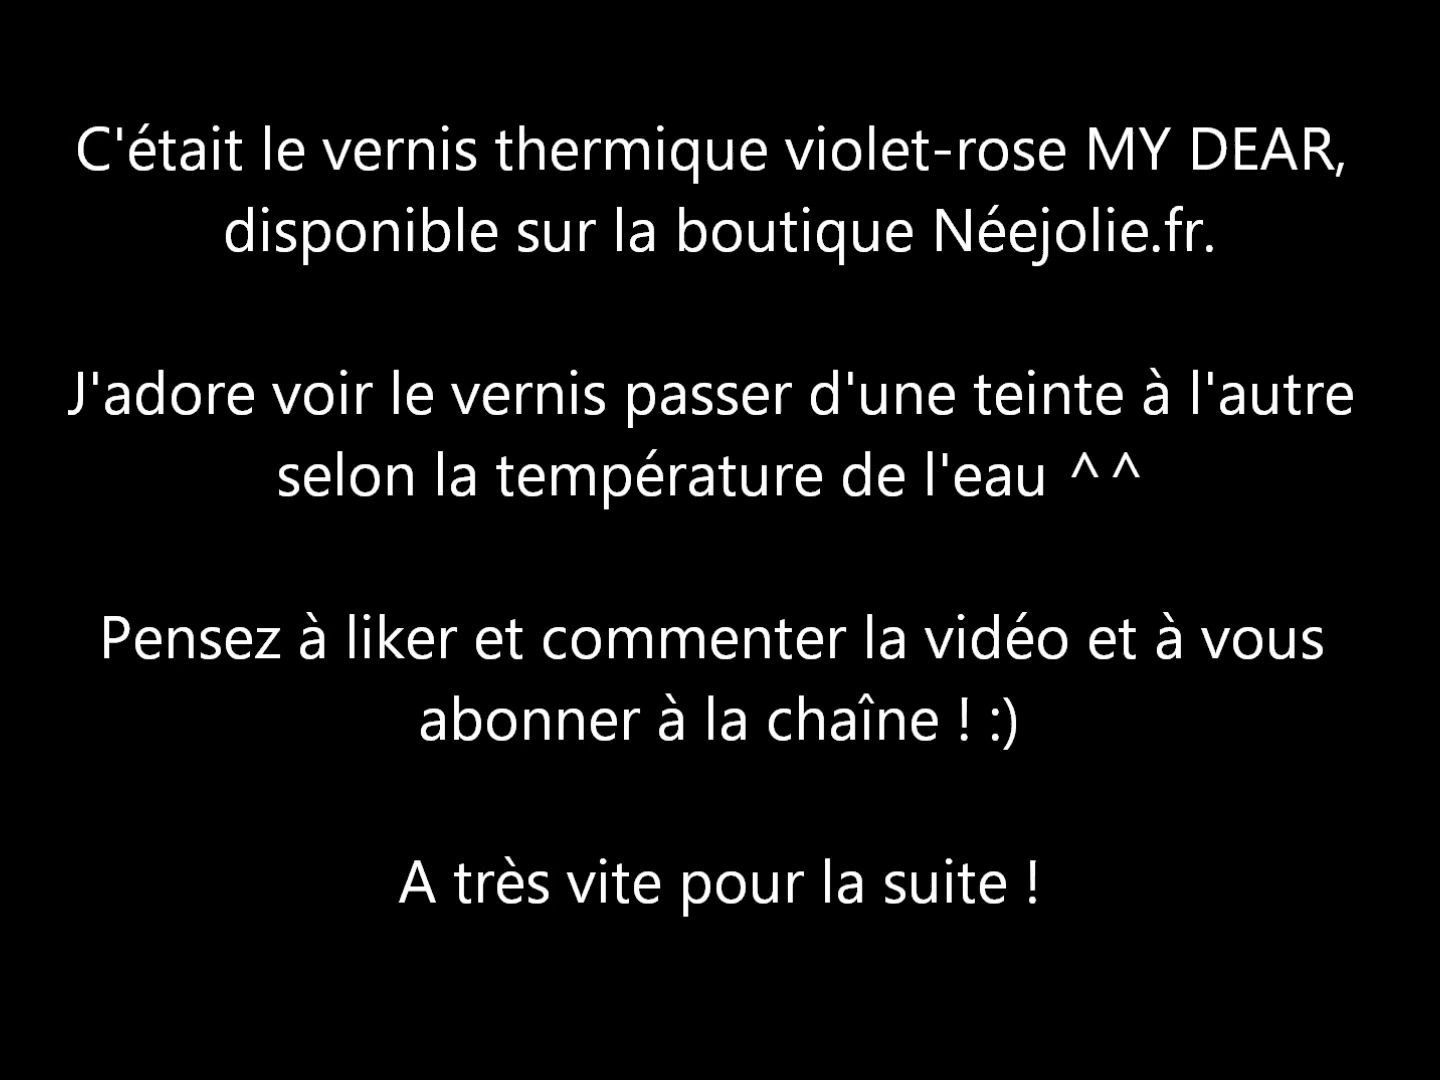 C'était le vernis thermique violet-rose MY DEAR,
disponible sur la boutique Néejolie.fr.
J'adore voir le vernis passer d'une teinte à l'autre
selon la température de l'eau ^^
Pensez à liker et commenter la vidéo et à vous
abonner à la chaîne ! :)
A très vite pour la suite !